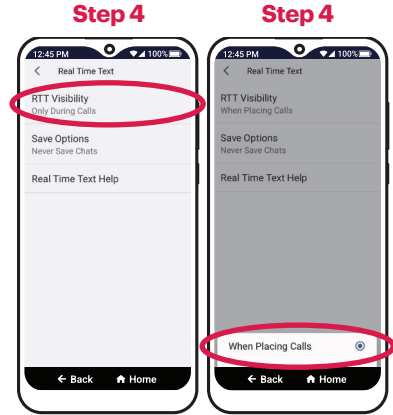 Step 4
12:45 PM 100%
Real Time Text
RTT Visibility
Only During Calls
Save Options
Never Save Chats
Real Time Text Help
Back Home
Step 4
12:45 PM 100%
Real Time Text
RTT Visibility
When Placing Calls
Save Options
Never Save Chats
Real Time Text Help
When Placing Calls
Back Home